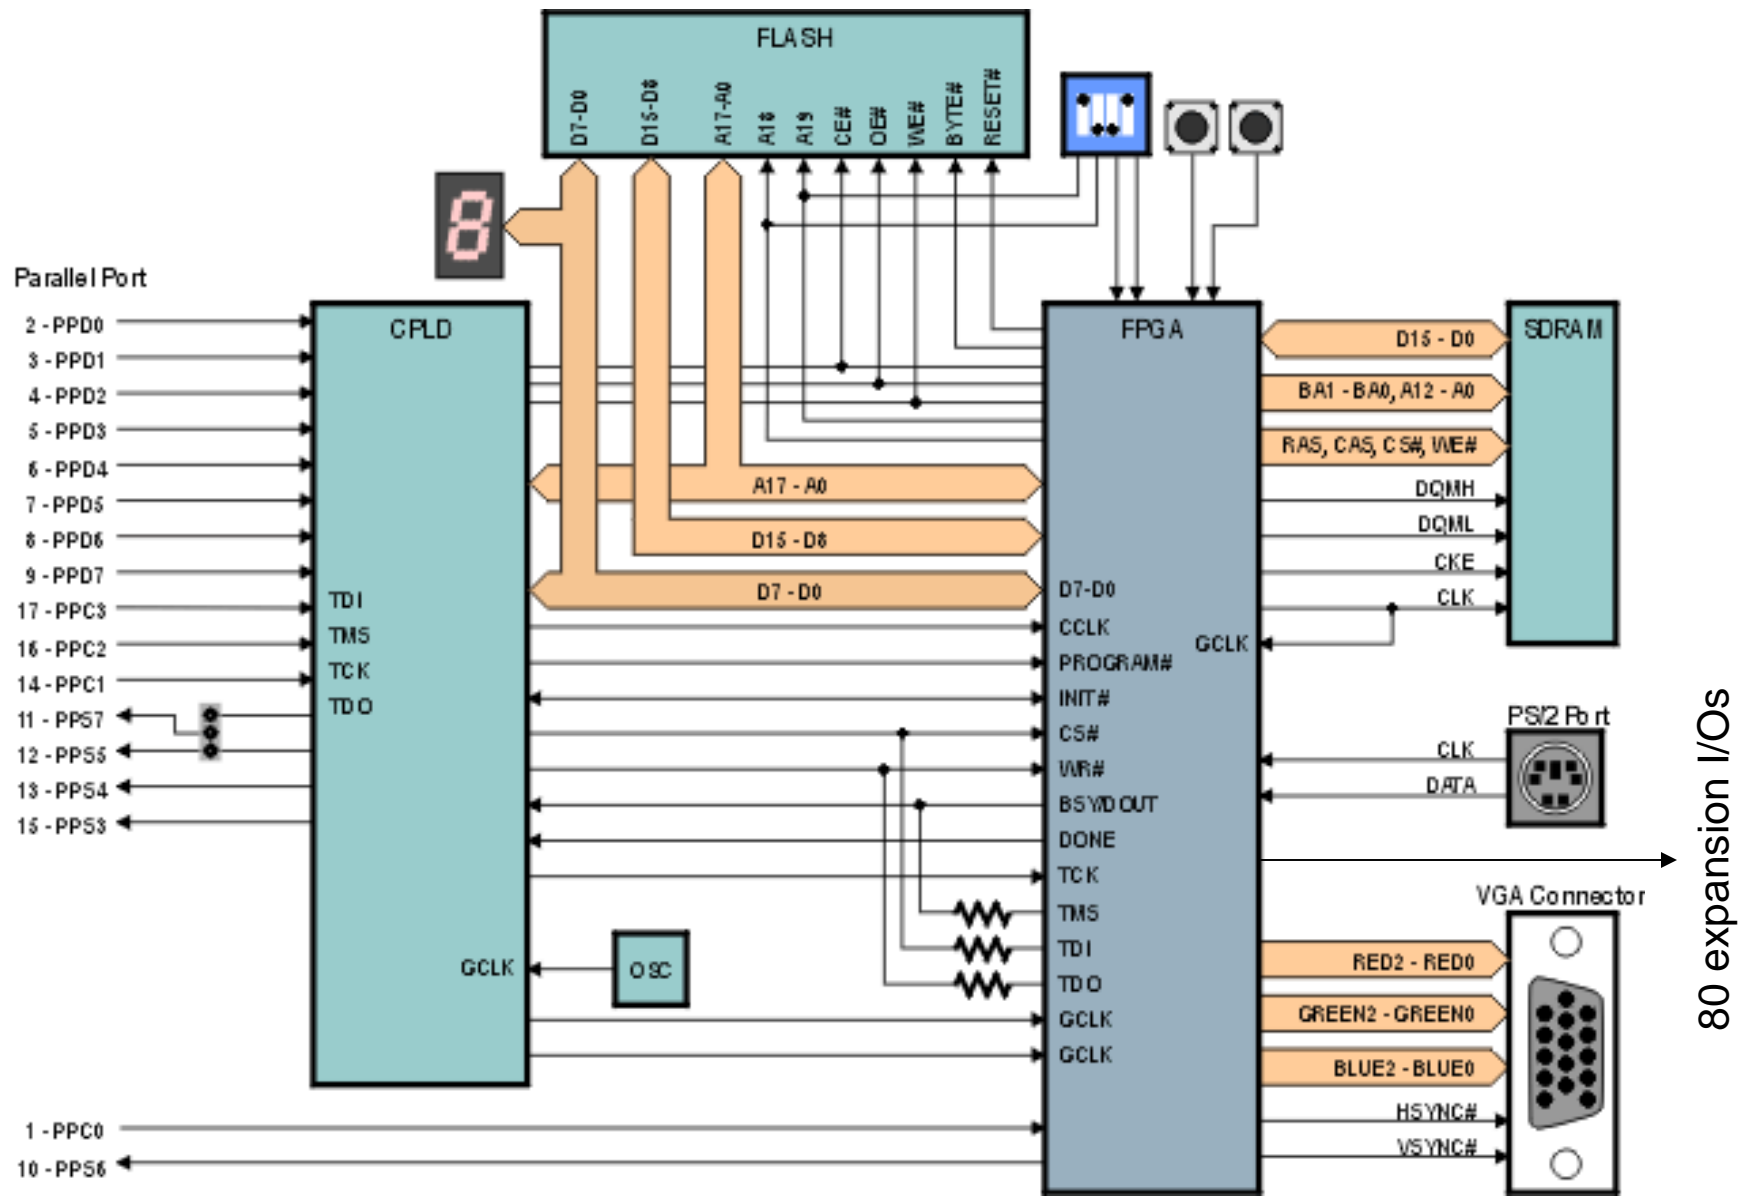 FLASH
D7-D0
D15-D8
A17-A0
A18
A19
CE#
OE#
WE#
BYTE#
RESET#
8
Parallel Port
2 - PPD0
3 - PPD1
4 - PPD2
5 - PPD3
6 - PPD4
7 - PPD5
8 - PPD6
9 - PPD7
17 - PPC3
16 - PPC2
14 - PPC1
11 - PPS7
12 - PPS5
13 - PPS4
15 - PPS3
1 - PPC0
10 - PPS6
CPLD
TDI
TMS
TCK
TDO
GCLK
OSC
A17 - A0
D15 - D8
D7 - D0
FPGA
D7-D0
CCLK
PROGRAM#
INIT#
CS#
WR#
BSY/DOUT
DONE
TCK
TMS
TDI
TDO
GCLK
GCLK
GCLK
SDRAM
D15 - D0
BA1 - BA0, A12 - A0
RAS, CAS, CS#, WE#
DQMH
DQML
CKE
CLK
PS/2 Port
CLK
DATA
80 expansion I/Os
VGA Connector
RED2 - RED0
GREEN2 - GREEN0
BLUE2 - BLUE0
HSYNC#
VSYNC#